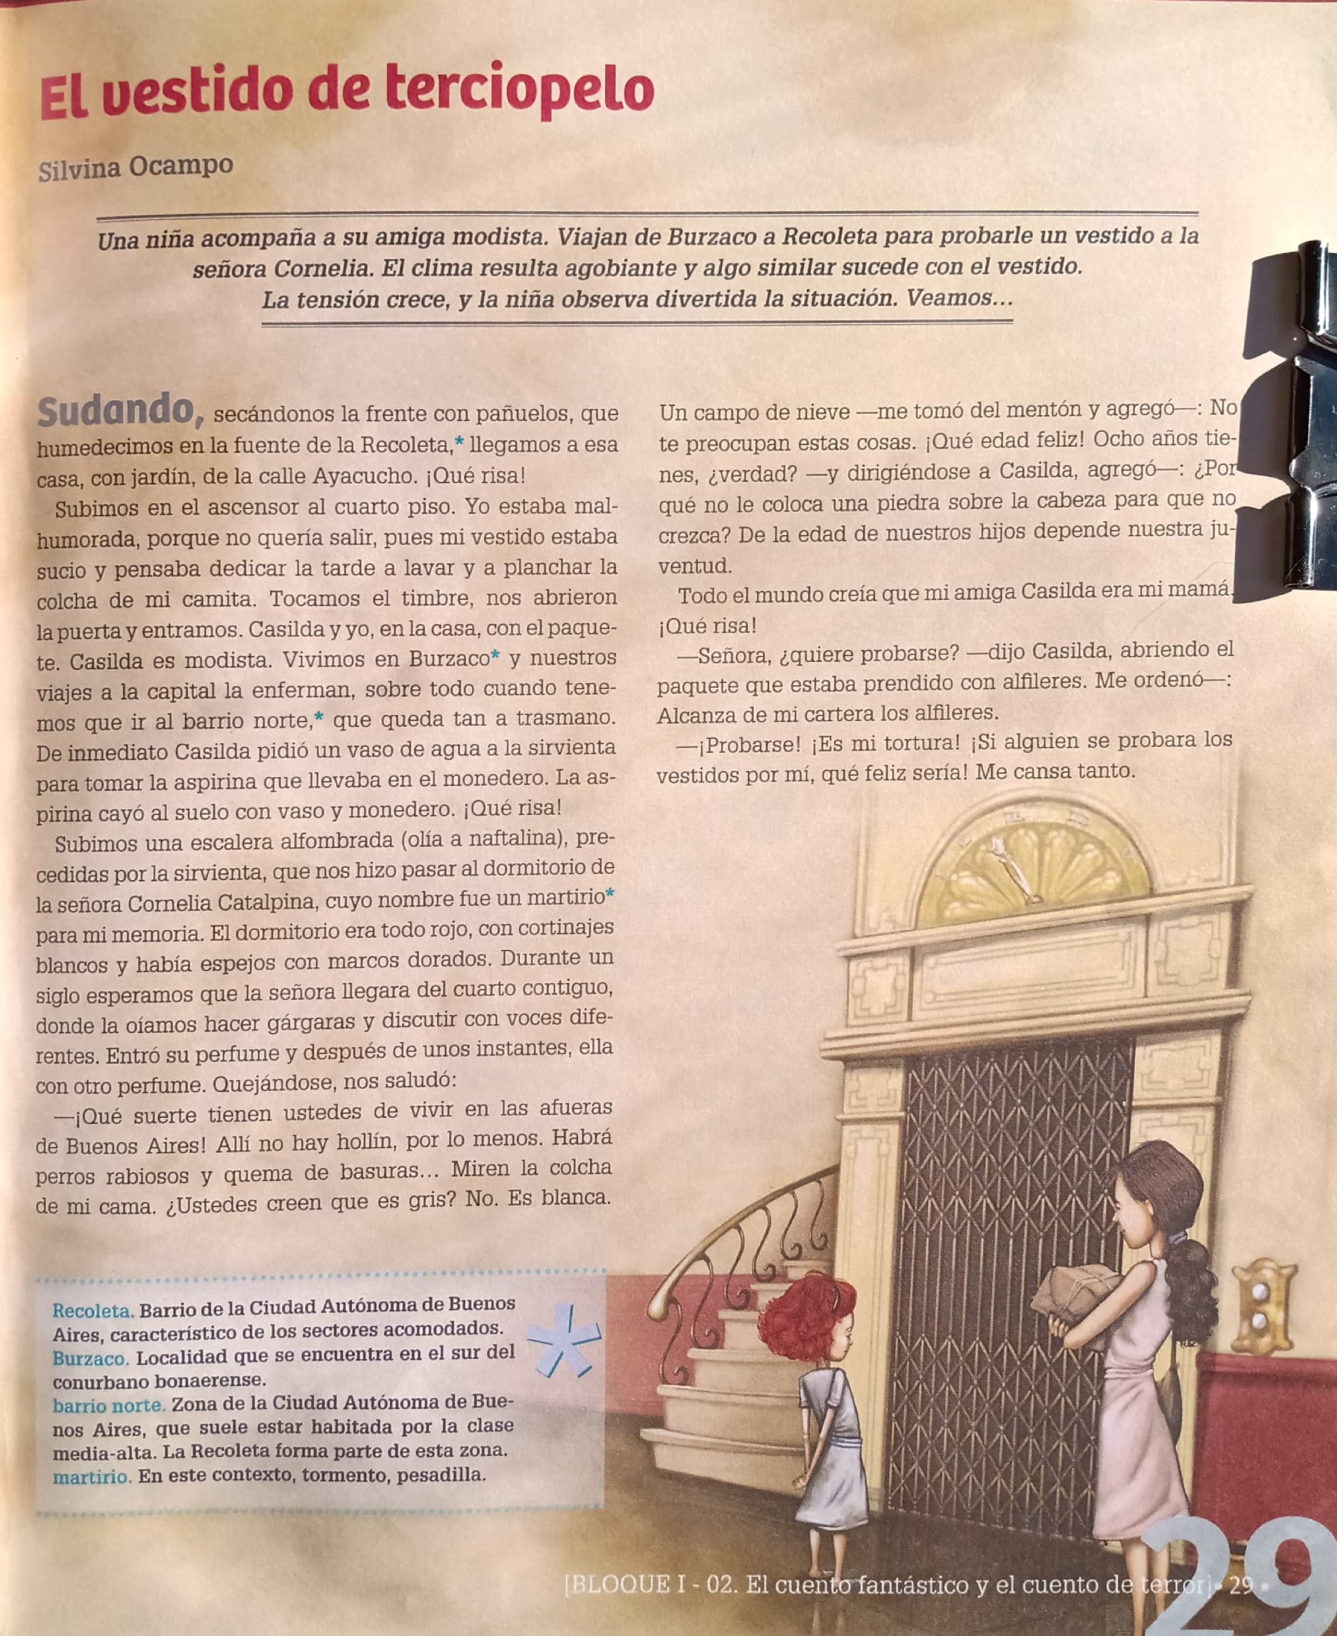 El vestido de terciopelo
Silvina Ocampo
Una niña acompaña a su amiga modista. Viajan de Burzaco a Recoleta para probarle un vestido a la
señora Cornelia. El clima resulta agobiante y algo similar sucede con el vestido.
La tensión crece, y la niña observa divertida la situación. Veamos...
Sudando, secándonos la frente con pañuelos, que
humedecimos en la fuente de la Recoleta,* llegamos a esa
casa, con jardín, de la calle Ayacucho. ¡Qué risa!
Subimos en el ascensor al cuarto piso. Yo estaba mal-
humorada, porque no quería salir, pues mi vestido estaba
sucio y pensaba dedicar la tarde a lavar y a planchar la
colcha de mi camita. Tocamos el timbre, nos abrieron
la puerta y entramos. Casilda y yo, en la casa, con el paque-
te. Casilda es modista. Vivimos en Burzaco* y nuestros
viajes a la capital la enferman, sobre todo cuando tene-
mos que ir al barrio norte,* que queda tan a trasmano.
De inmediato Casilda pidió un vaso de agua a la sirvienta
para tomar la aspirina que llevaba en el monedero. La as-
pirina cayó al suelo con vaso y monedero. ¡Qué risa!
Subimos una escalera alfombrada (olía a naftalina), pre-
cedidas por la sirvienta, que nos hizo pasar al dormitorio de
la señora Cornelia Catalpina, cuyo nombre fue un martirio*
para mi memoria. El dormitorio era todo rojo, con cortinajes
blancos y había espejos con marcos dorados. Durante un
siglo esperamos que la señora llegara del cuarto contiguo,
donde la oíamos hacer gárgaras y discutir con voces dife-
rentes. Entró su perfume y después de unos instantes, ella
con otro perfume. Quejándose, nos saludó:
—¡Qué suerte tienen ustedes de vivir en las afueras
de Buenos Aires! Allí no hay hollín, por lo menos. Habrá
perros rabiosos y quema de basuras... Miren la colcha
de mi cama. ¿Ustedes creen que es gris? No. Es blanca.
Un campo de nieve —me tomó del mentón y agregó—: No
te preocupan estas cosas. ¡Qué edad feliz! Ocho años tie-
nes, ¿verdad? —y dirigiéndose a Casilda, agregó—: ¿Por
qué no le coloca una piedra sobre la cabeza para que no
crezca? De la edad de nuestros hijos depende nuestra ju-
ventud.
Todo el mundo creía que mi amiga Casilda era mi mamá.
¡Qué risa!
—Señora, ¿quiere probarse? —dijo Casilda, abriendo el
paquete que estaba prendido con alfileres. Me ordenó—:
Alcanza de mi cartera los alfileres.
—¡Probarse! ¡Es mi tortura! ¡Si alguien se probara los
vestidos por mí, qué feliz sería! Me cansa tanto.
Recoleta. Barrio de la Ciudad Autónoma de Buenos
Aires, característico de los sectores acomodados.
Burzaco. Localidad que se encuentra en el sur del
conurbano bonaerense.
barrio norte. Zona de la Ciudad Autónoma de Bue-
nos Aires, que suele estar habitada por la clase
media-alta. La Recoleta forma parte de esta zona.
martirio. En este contexto, tormento, pesadilla.
[BLOQUE I - 02. El cuento fantástico y el cuento de terror] • 29 •
29